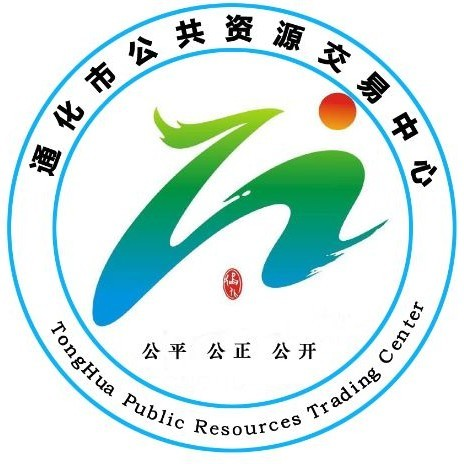 通化市公共资源交易中心
公平 公正 公开
TongHua Public Resources Trading Center